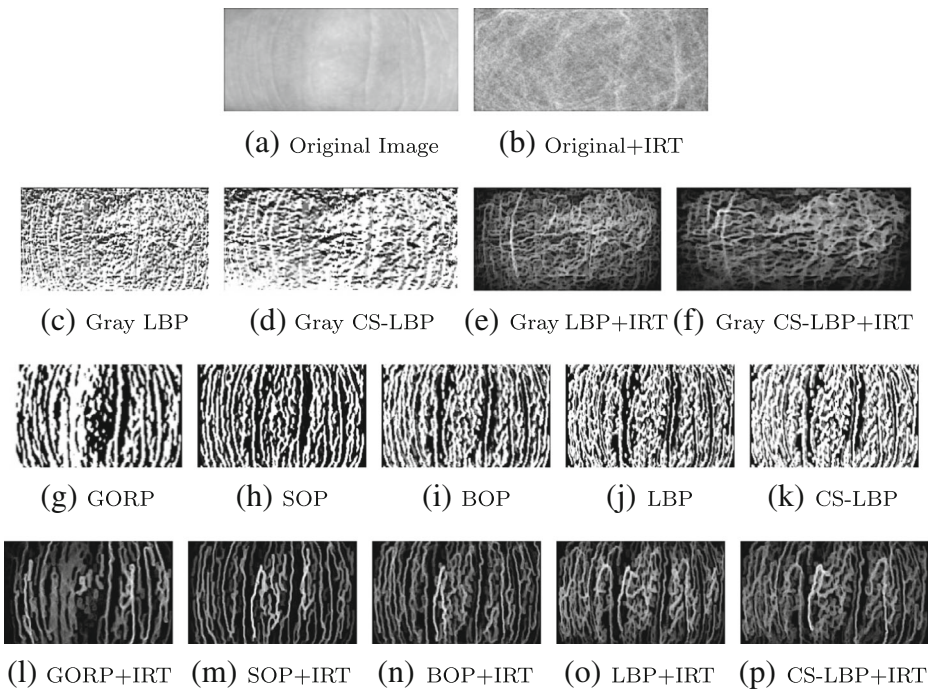 (a) Original Image (b) Original+IRT
(c) Gray LBP (d) Gray CS-LBP (e) Gray LBP+IRT (f) Gray CS-LBP+IRT
(g) GORP (h) SOP (i) BOP (j) LBP (k) CS-LBP
(l) GORP+IRT (m) SOP+IRT (n) BOP+IRT (o) LBP+IRT (p) CS-LBP+IRT